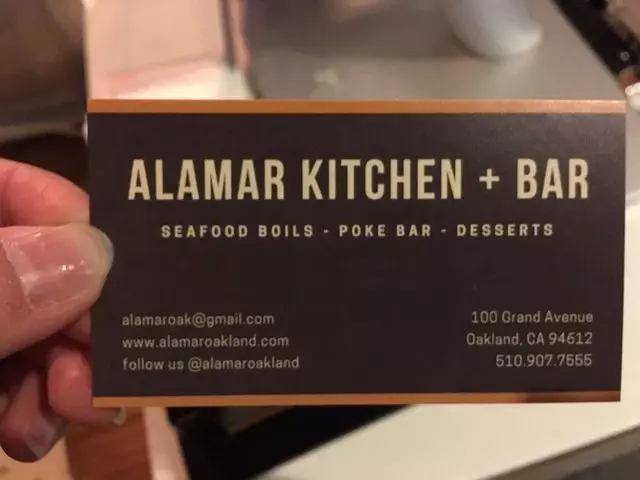 ALAMAR KITCHEN + BAR
SEAFOOD BOILS - POKE BAR - DESSERTS
alamaroak@gmail.com
www.alamaroakland.com
follow us @alamaroakland
100 Grand Avenue
Oakland, CA 94612
510.907.7555